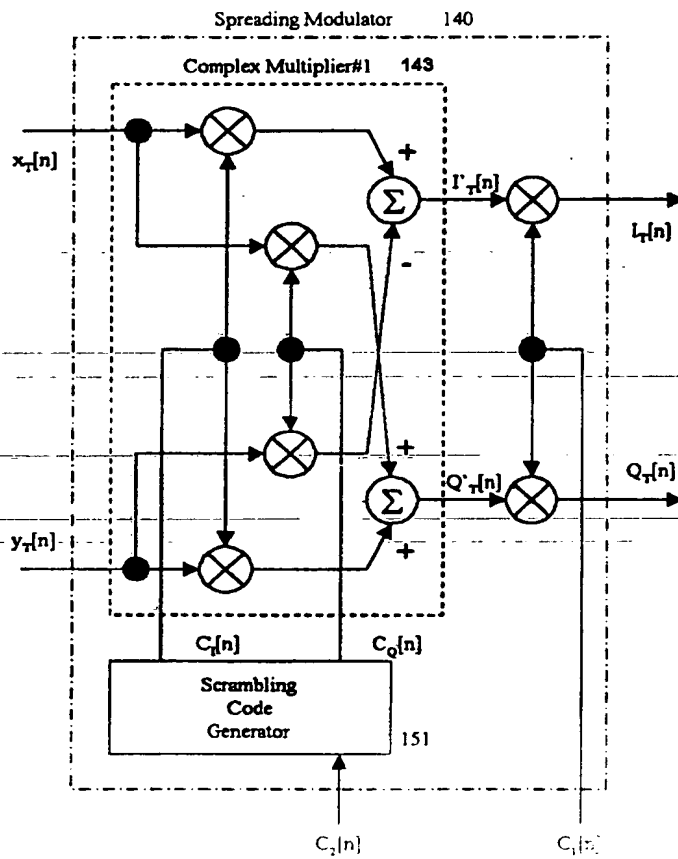 Spreading Modulator 140
Complex Multiplier#1 143
x_T[n]
+
Σ
I'_T[n]
I_T[n]
-
+
Σ
Q'_T[n]
Q_T[n]
+
y_T[n]
C_I[n]
C_Q[n]
Scrambling
Code
Generator
151
C_2[n]
C_1[n]